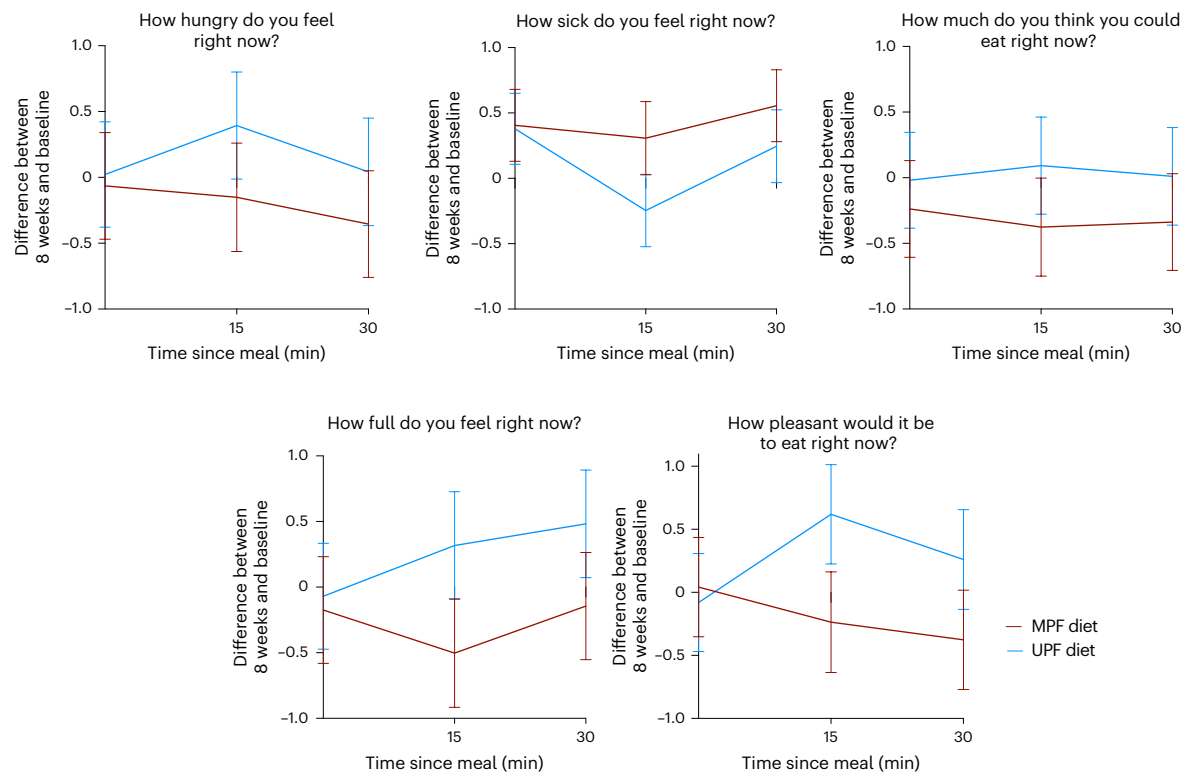 How hungry do you feel
right now?
Difference between
8 weeks and baseline
1.0
0.5
0
–0.5
–1.0
15
30
Time since meal (min)
How sick do you feel right now?
Difference between
8 weeks and baseline
1.0
0.5
0
–0.5
–1.0
15
30
Time since meal (min)
How much do you think you could
eat right now?
Difference between
8 weeks and baseline
1.0
0.5
0
–0.5
–1.0
15
30
Time since meal (min)
How full do you feel right now?
Difference between
8 weeks and baseline
1.0
0.5
0
–0.5
–1.0
15
30
Time since meal (min)
How pleasant would it be
to eat right now?
Difference between
8 weeks and baseline
1.0
0.5
0
–0.5
–1.0
15
30
Time since meal (min)
MPF diet
UPF diet